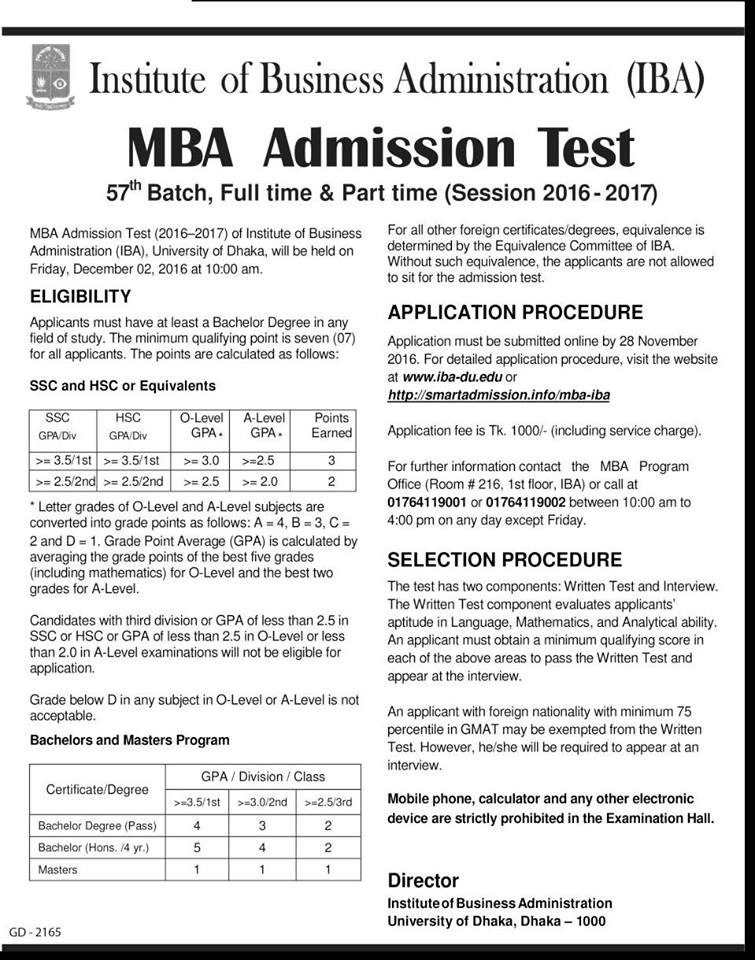 Institute of Business Administration (IBA)
MBA Admission Test
57th Batch, Full time & Part time (Session 2016 - 2017)
MBA Admission Test (2016–2017) of Institute of Business
Administration (IBA), University of Dhaka, will be held on
Friday, December 02, 2016 at 10:00 am.
ELIGIBILITY
Applicants must have at least a Bachelor Degree in any
field of study. The minimum qualifying point is seven (07)
for all applicants. The points are calculated as follows:
SSC and HSC or Equivalents
SSC HSC O-Level A-Level Points
GPA/Div GPA/Div GPA* GPA* Earned
>= 3.5/1st >= 3.5/1st >= 3.0 >=2.5 3
>= 2.5/2nd >= 2.5/2nd >= 2.5 >= 2.0 2
* Letter grades of O-Level and A-Level subjects are
converted into grade points as follows: A = 4, B = 3, C =
2 and D = 1. Grade Point Average (GPA) is calculated by
averaging the grade points of the best five grades
(including mathematics) for O-Level and the best two
grades for A-Level.
Candidates with third division or GPA of less than 2.5 in
SSC or HSC or GPA of less than 2.5 in O-Level or less
than 2.0 in A-Level examinations will not be eligible for
application.
Grade below D in any subject in O-Level or A-Level is not
acceptable.
Bachelors and Masters Program
Certificate/Degree GPA / Division / Class
>=3.5/1st >=3.0/2nd >=2.5/3rd
Bachelor Degree (Pass) 4 3 2
Bachelor (Hons. /4 yr.) 5 4 2
Masters 1 1 1
GD - 2165
For all other foreign certificates/degrees, equivalence is
determined by the Equivalence Committee of IBA.
Without such equivalence, the applicants are not allowed
to sit for the admission test.
APPLICATION PROCEDURE
Application must be submitted online by 28 November
2016. For detailed application procedure, visit the website
at www.iba-du.edu or
http://smartadmission.info/mba-iba
Application fee is Tk. 1000/- (including service charge).
For further information contact the MBA Program
Office (Room # 216, 1st floor, IBA) or call at
01764119001 or 01764119002 between 10:00 am to
4:00 pm on any day except Friday.
SELECTION PROCEDURE
The test has two components: Written Test and Interview.
The Written Test component evaluates applicants'
aptitude in Language, Mathematics, and Analytical ability.
An applicant must obtain a minimum qualifying score in
each of the above areas to pass the Written Test and
appear at the interview.
An applicant with foreign nationality with minimum 75
percentile in GMAT may be exempted from the Written
Test. However, he/she will be required to appear at an
interview.
Mobile phone, calculator and any other electronic
device are strictly prohibited in the Examination Hall.
Director
Institute of Business Administration
University of Dhaka, Dhaka – 1000